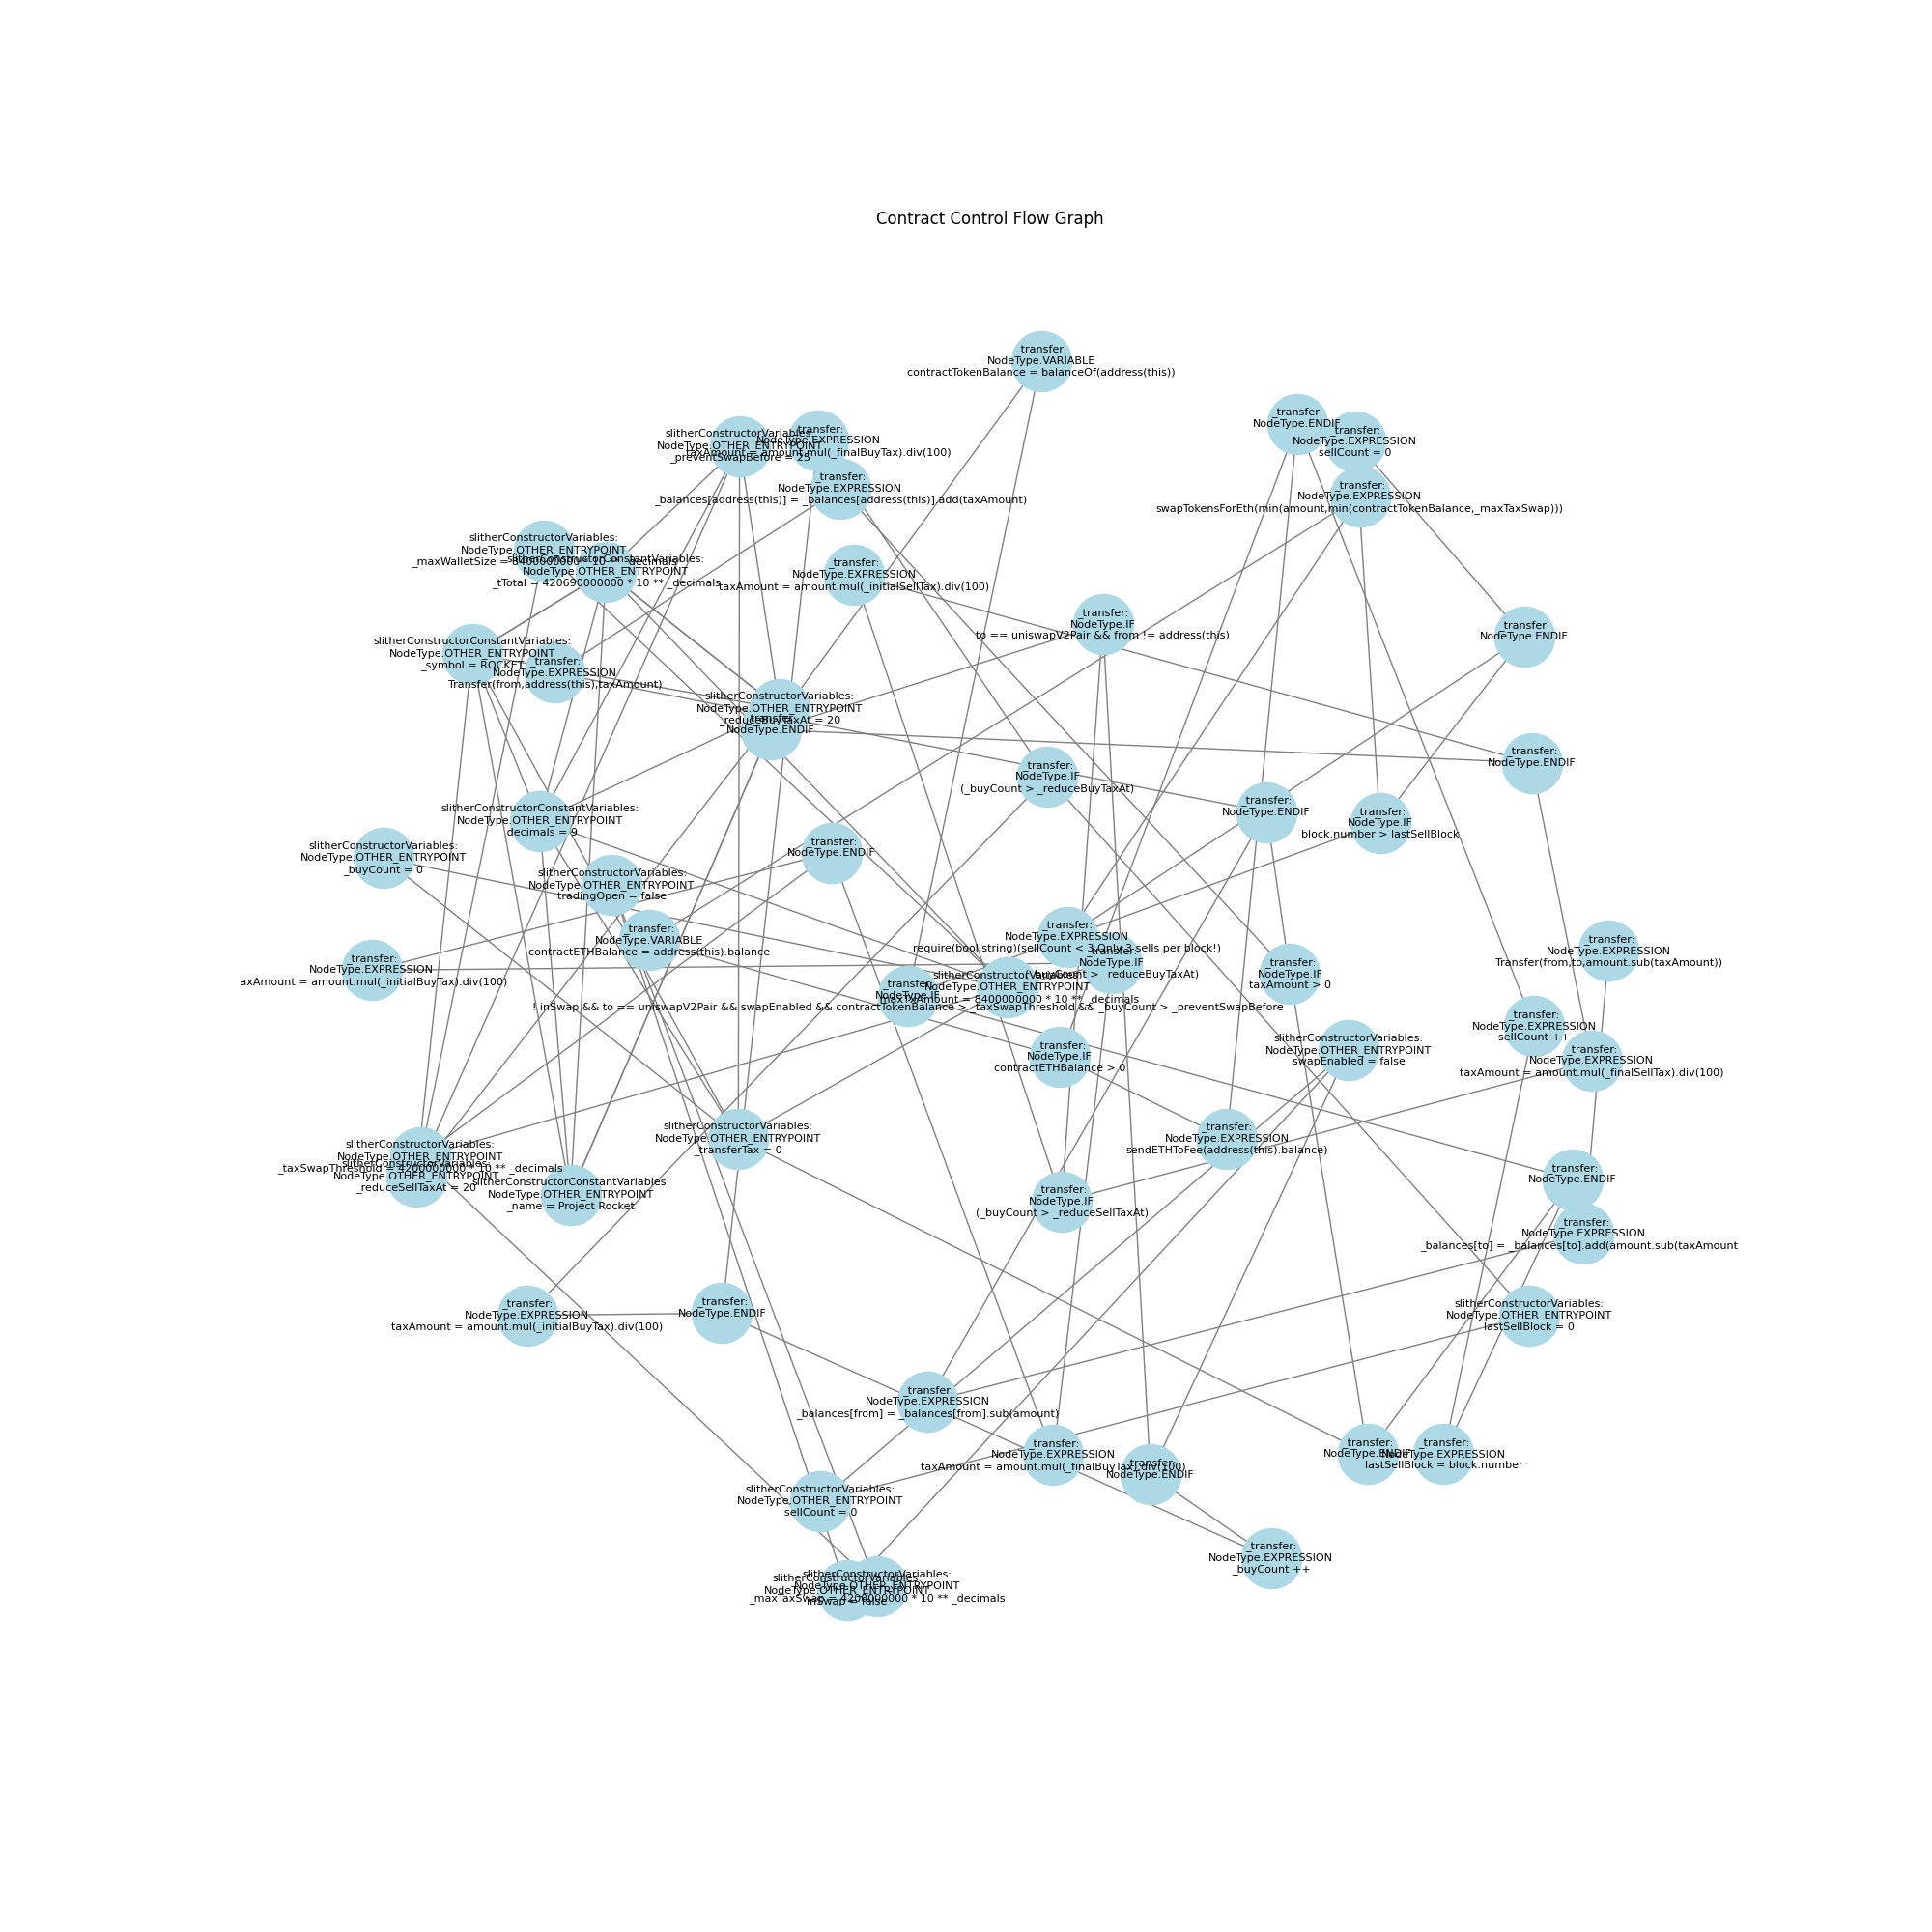 Contract Control Flow Graph
_transfer:
NodeType.VARIABLE
contractTokenBalance = balanceOf(address(this))
_transfer:
NodeType.ENDIF
_transfer:
NodeType.EXPRESSION
sellCount = 0
slitherConstructorVariables:
NodeType.OTHER_ENTRYPOINT
_preventSwapBefore = 25
_transfer:
NodeType.EXPRESSION
taxAmount = amount.mul(_finalBuyTax).div(100)
_transfer:
NodeType.EXPRESSION
_balances[address(this)] = _balances[address(this)].add(taxAmount)
_transfer:
NodeType.EXPRESSION
swapTokensForEth(min(amount,min(contractTokenBalance,_maxTaxSwap)))
slitherConstructorVariables:
NodeType.OTHER_ENTRYPOINT
_maxWalletSize = 8400000000 * 10 ** _decimals
slitherConstructorConstantVariables:
NodeType.OTHER_ENTRYPOINT
_tTotal = 420690000000 * 10 ** _decimals
_transfer:
NodeType.EXPRESSION
taxAmount = amount.mul(_initialSellTax).div(100)
_transfer:
NodeType.IF
to == uniswapV2Pair && from != address(this)
_transfer:
NodeType.ENDIF
slitherConstructorConstantVariables:
NodeType.OTHER_ENTRYPOINT
_symbol = ROCKET
_transfer:
NodeType.EXPRESSION
Transfer(from,address(this),taxAmount)
slitherConstructorVariables:
NodeType.OTHER_ENTRYPOINT
_reduceBuyTaxAt = 20
_transfer:
NodeType.ENDIF
_transfer:
NodeType.IF
(_buyCount > _reduceBuyTaxAt)
_transfer:
NodeType.ENDIF
slitherConstructorConstantVariables:
NodeType.OTHER_ENTRYPOINT
_decimals = 9
_transfer:
NodeType.ENDIF
_transfer:
NodeType.IF
block.number > lastSellBlock
slitherConstructorVariables:
NodeType.OTHER_ENTRYPOINT
_buyCount = 0
_transfer:
NodeType.ENDIF
slitherConstructorVariables:
NodeType.OTHER_ENTRYPOINT
tradingOpen = false
_transfer:
NodeType.VARIABLE
contractETHBalance = address(this).balance
_transfer:
NodeType.EXPRESSION
require(bool,string)(sellCount < 3,Only 3 sells per block!)
_transfer:
NodeType.IF
(_buyCount > _reduceBuyTaxAt)
_transfer:
NodeType.EXPRESSION
Transfer(from,to,amount.sub(taxAmount))
_transfer:
NodeType.EXPRESSION
axAmount = amount.mul(_initialBuyTax).div(100)
_transfer:
NodeType.IF
! inSwap && to == uniswapV2Pair && swapEnabled && contractTokenBalance > _taxSwapThreshold && _buyCount > _preventSwapBefore
slitherConstructorVariables:
NodeType.OTHER_ENTRYPOINT
_maxTxAmount = 8400000000 * 10 ** _decimals
_transfer:
NodeType.IF
taxAmount > 0
_transfer:
NodeType.EXPRESSION
sellCount ++
_transfer:
NodeType.IF
contractETHBalance > 0
slitherConstructorVariables:
NodeType.OTHER_ENTRYPOINT
swapEnabled = false
_transfer:
NodeType.EXPRESSION
taxAmount = amount.mul(_finalSellTax).div(100)
slitherConstructorVariables:
NodeType.OTHER_ENTRYPOINT
_transferTax = 0
_transfer:
NodeType.EXPRESSION
sendETHToFee(address(this).balance)
slitherConstructorVariables:
NodeType.OTHER_ENTRYPOINT
_taxSwapThreshold = 4200000000 * 10 ** _decimals
slitherConstructorVariables:
NodeType.OTHER_ENTRYPOINT
_reduceSellTaxAt = 20
slitherConstructorConstantVariables:
NodeType.OTHER_ENTRYPOINT
_name = Project Rocket
_transfer:
NodeType.IF
(_buyCount > _reduceSellTaxAt)
_transfer:
NodeType.ENDIF
_transfer:
NodeType.EXPRESSION
_balances[to] = _balances[to].add(amount.sub(taxAmount
_transfer:
NodeType.EXPRESSION
taxAmount = amount.mul(_initialBuyTax).div(100)
_transfer:
NodeType.ENDIF
slitherConstructorVariables:
NodeType.OTHER_ENTRYPOINT
lastSellBlock = 0
_transfer:
NodeType.EXPRESSION
_balances[from] = _balances[from].sub(amount)
_transfer:
NodeType.EXPRESSION
taxAmount = amount.mul(_finalBuyTax).div(100)
_transfer:
NodeType.ENDIF
_transfer:
NodeType.ENDIF
_transfer:
NodeType.EXPRESSION
lastSellBlock = block.number
slitherConstructorVariables:
NodeType.OTHER_ENTRYPOINT
sellCount = 0
_transfer:
NodeType.EXPRESSION
_buyCount ++
slitherConstructorVariables:
NodeType.OTHER_ENTRYPOINT
inSwap = false
slitherConstructorVariables:
NodeType.OTHER_ENTRYPOINT
_maxTaxSwap = 4200000000 * 10 ** _decimals